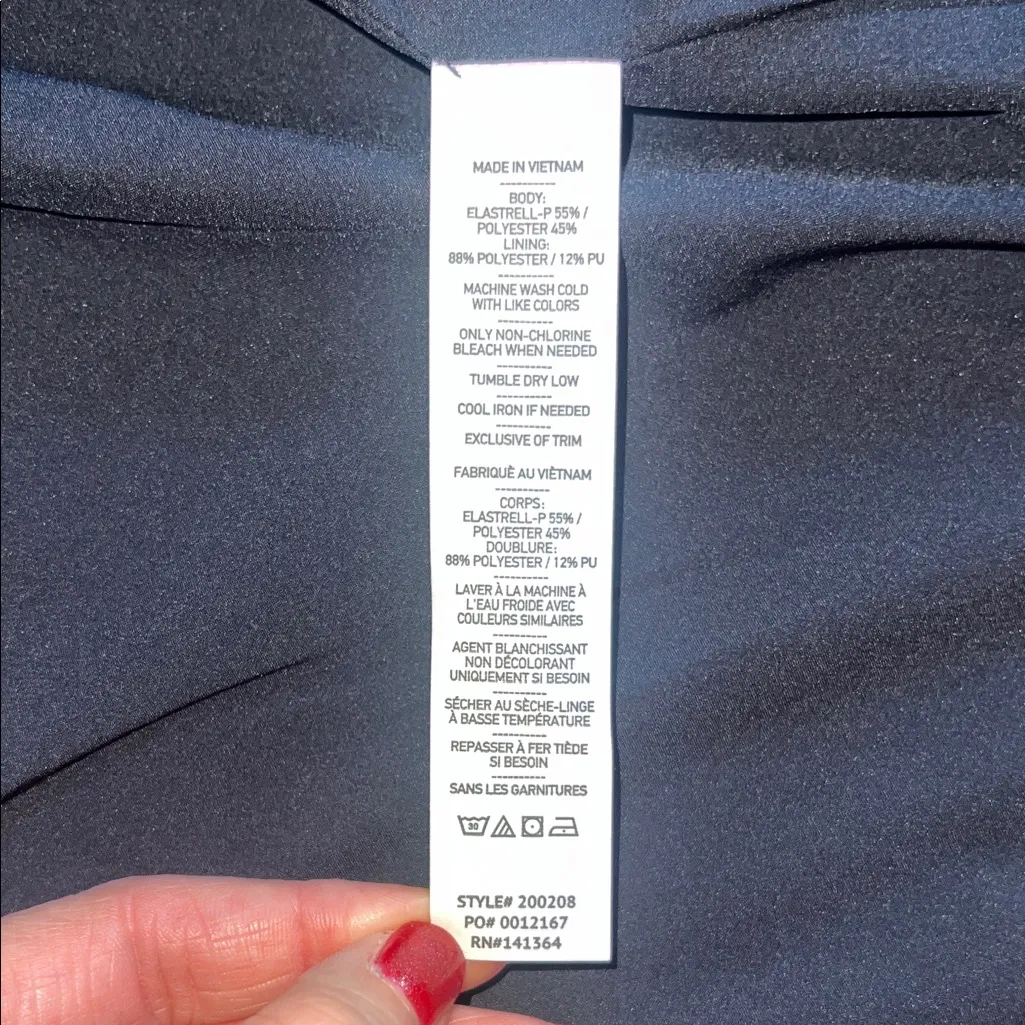 MADE IN VIETNAM
-----------
BODY:
ELASTRELL-P 55% /
POLYESTER 45%
LINING:
88% POLYESTER / 12% PU
-----------
MACHINE WASH COLD
WITH LIKE COLORS
-----------
ONLY NON-CHLORINE
BLEACH WHEN NEEDED
-----------
TUMBLE DRY LOW
-----------
COOL IRON IF NEEDED
-----------
EXCLUSIVE OF TRIM
FABRIQUÈ AU VIÈTNAM
-----------
CORPS:
ELASTRELL-P 55% /
POLYESTER 45%
DOUBLURE:
88% POLYESTER / 12% PU
-----------
LAVER À LA MACHINE À
L'EAU FROIDE AVEC
COULEURS SIMILAIRES
-----------
AGENT BLANCHISSANT
NON DÉCOLORANT
UNIQUEMENT SI BESOIN
-----------
SÉCHER AU SÈCHE-LINGE
À BASSE TEMPÉRATURE
-----------
REPASSER À FER TIÈDE
SI BESOIN
-----------
SANS LES GARNITURES
30
STYLE# 200208
PO# 0012167
RN#141364